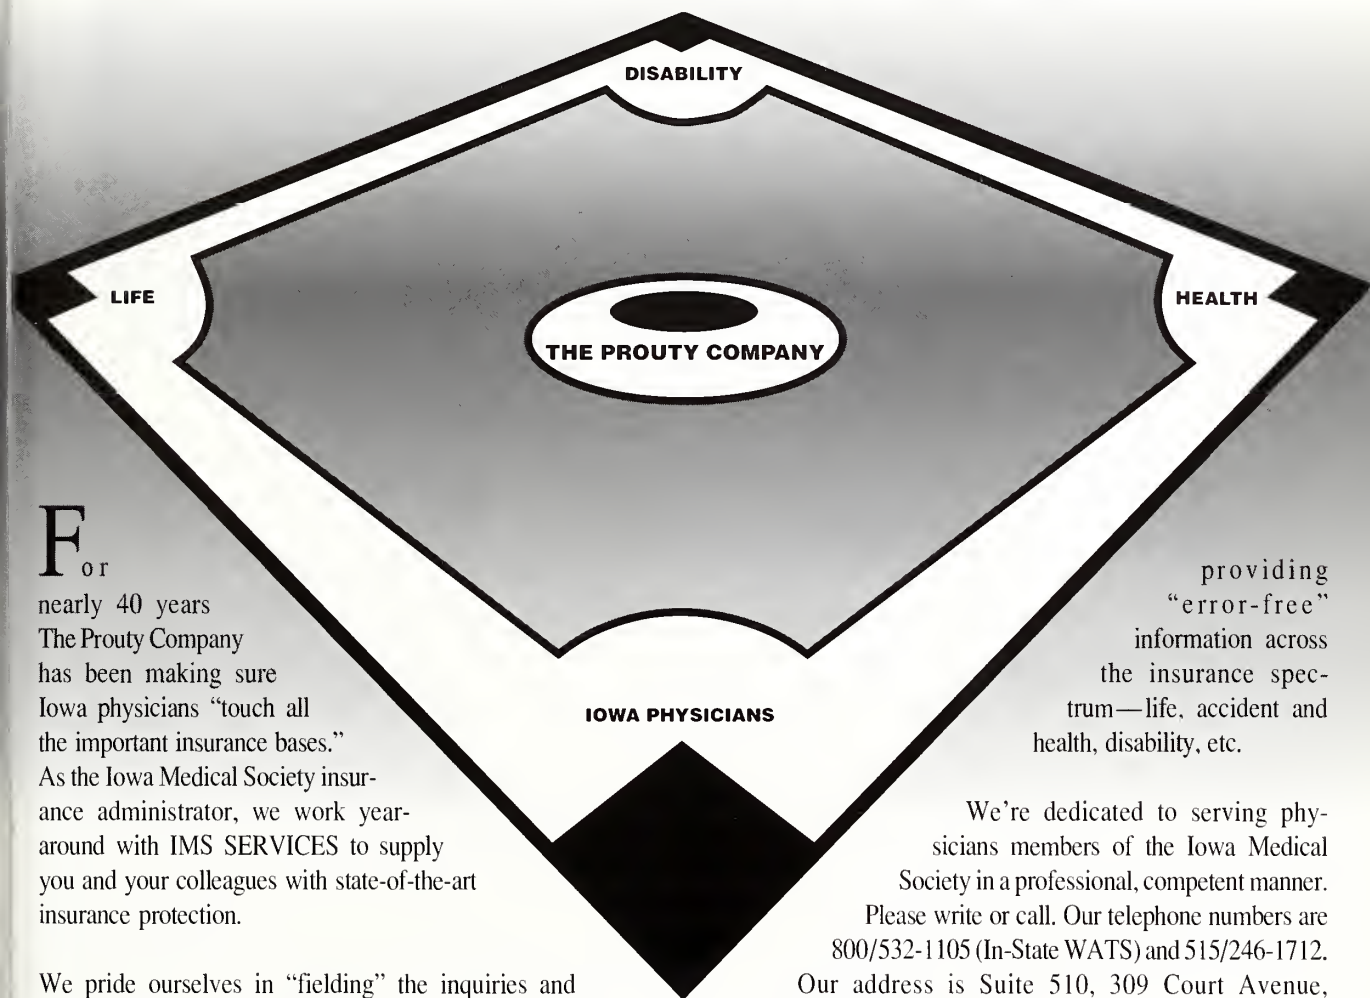 DISABILITY
LIFE
HEALTH
THE PROUTY COMPANY
IOWA PHYSICIANS
For
nearly 40 years
The Prouty Company
has been making sure
Iowa physicians “touch all
the important insurance bases.”
As the Iowa Medical Society insur-
ance administrator, we work year-
around with IMS SERVICES to supply
you and your colleagues with state-of-the-art
insurance protection.
We pride ourselves in “fielding” the inquiries and
providing
“error-free”
information across
the insurance spec-
trum—life, accident and
health, disability, etc.
We’re dedicated to serving phy-
sicians members of the Iowa Medical
Society in a professional, competent manner.
Please write or call. Our telephone numbers are
800/532-1105 (In-State WATS) and 515/246-1712.
Our address is Suite 510, 309 Court Avenue,